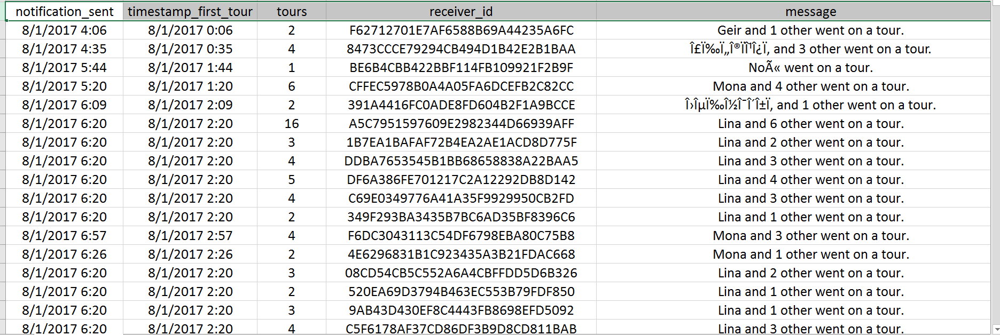 notification_sent timestamp_first_tour tours receiver_id message
8/1/2017 4:06 8/1/2017 0:06 2 F62712701E7AF6588B69A44235A6FC Geir and 1 other went on a tour.
8/1/2017 4:35 8/1/2017 0:35 4 8473CCCE79294CB494D1B42E2B1BAA Î£Ï‰Ï„Î®ÏÎ¹Î¿Ï‚ and 3 other went on a tour.
8/1/2017 5:44 8/1/2017 1:44 1 BE6B4CBB422BBF114FB109921F2B9F NoÃ« went on a tour.
8/1/2017 5:20 8/1/2017 1:20 6 CFFEC5978B0A4A05FA6DCEFB2C82CC Mona and 4 other went on a tour.
8/1/2017 6:09 8/1/2017 2:09 2 391A4416FC0ADE8FD604B2F1A9BCCE Î›ÎµÏ‰Î½Î¯Î´Î±Ï‚ and 1 other went on a tour.
8/1/2017 6:20 8/1/2017 2:20 16 A5C7951597609E2982344D66939AFF Lina and 6 other went on a tour.
8/1/2017 6:20 8/1/2017 2:20 3 1B7EA1BAFAF72B4EA2AE1ACD8D775F Lina and 2 other went on a tour.
8/1/2017 6:20 8/1/2017 2:20 4 DDBA7653545B1BB68658838A22BAA5 Lina and 3 other went on a tour.
8/1/2017 6:20 8/1/2017 2:20 5 DF6A386FE701217C2A12292DB8D142 Lina and 4 other went on a tour.
8/1/2017 6:20 8/1/2017 2:20 4 C69E0349776A41A35F9929950CB2FD Lina and 3 other went on a tour.
8/1/2017 6:20 8/1/2017 2:20 2 349F293BA3435B7BC6AD35BF8396C6 Lina and 1 other went on a tour.
8/1/2017 6:57 8/1/2017 2:57 4 F6DC3043113C54DF6798EBA80C75B8 Mona and 3 other went on a tour.
8/1/2017 6:26 8/1/2017 2:26 2 4E6296831B1C923435A3B21FDAC668 Mona and 1 other went on a tour.
8/1/2017 6:20 8/1/2017 2:20 3 08CD54CB5C552A6A4CBFFDD5D6B326 Lina and 2 other went on a tour.
8/1/2017 6:20 8/1/2017 2:20 2 520EA69D3794B463EC553B79FDF850 Lina and 1 other went on a tour.
8/1/2017 6:20 8/1/2017 2:20 3 9AB43D430EF8C4443FB8698EFD5092 Lina and 1 other went on a tour.
8/1/2017 6:20 8/1/2017 2:20 4 C5F6178AF37CD86DF3B9D8CD811BAB Lina and 3 other went on a tour.